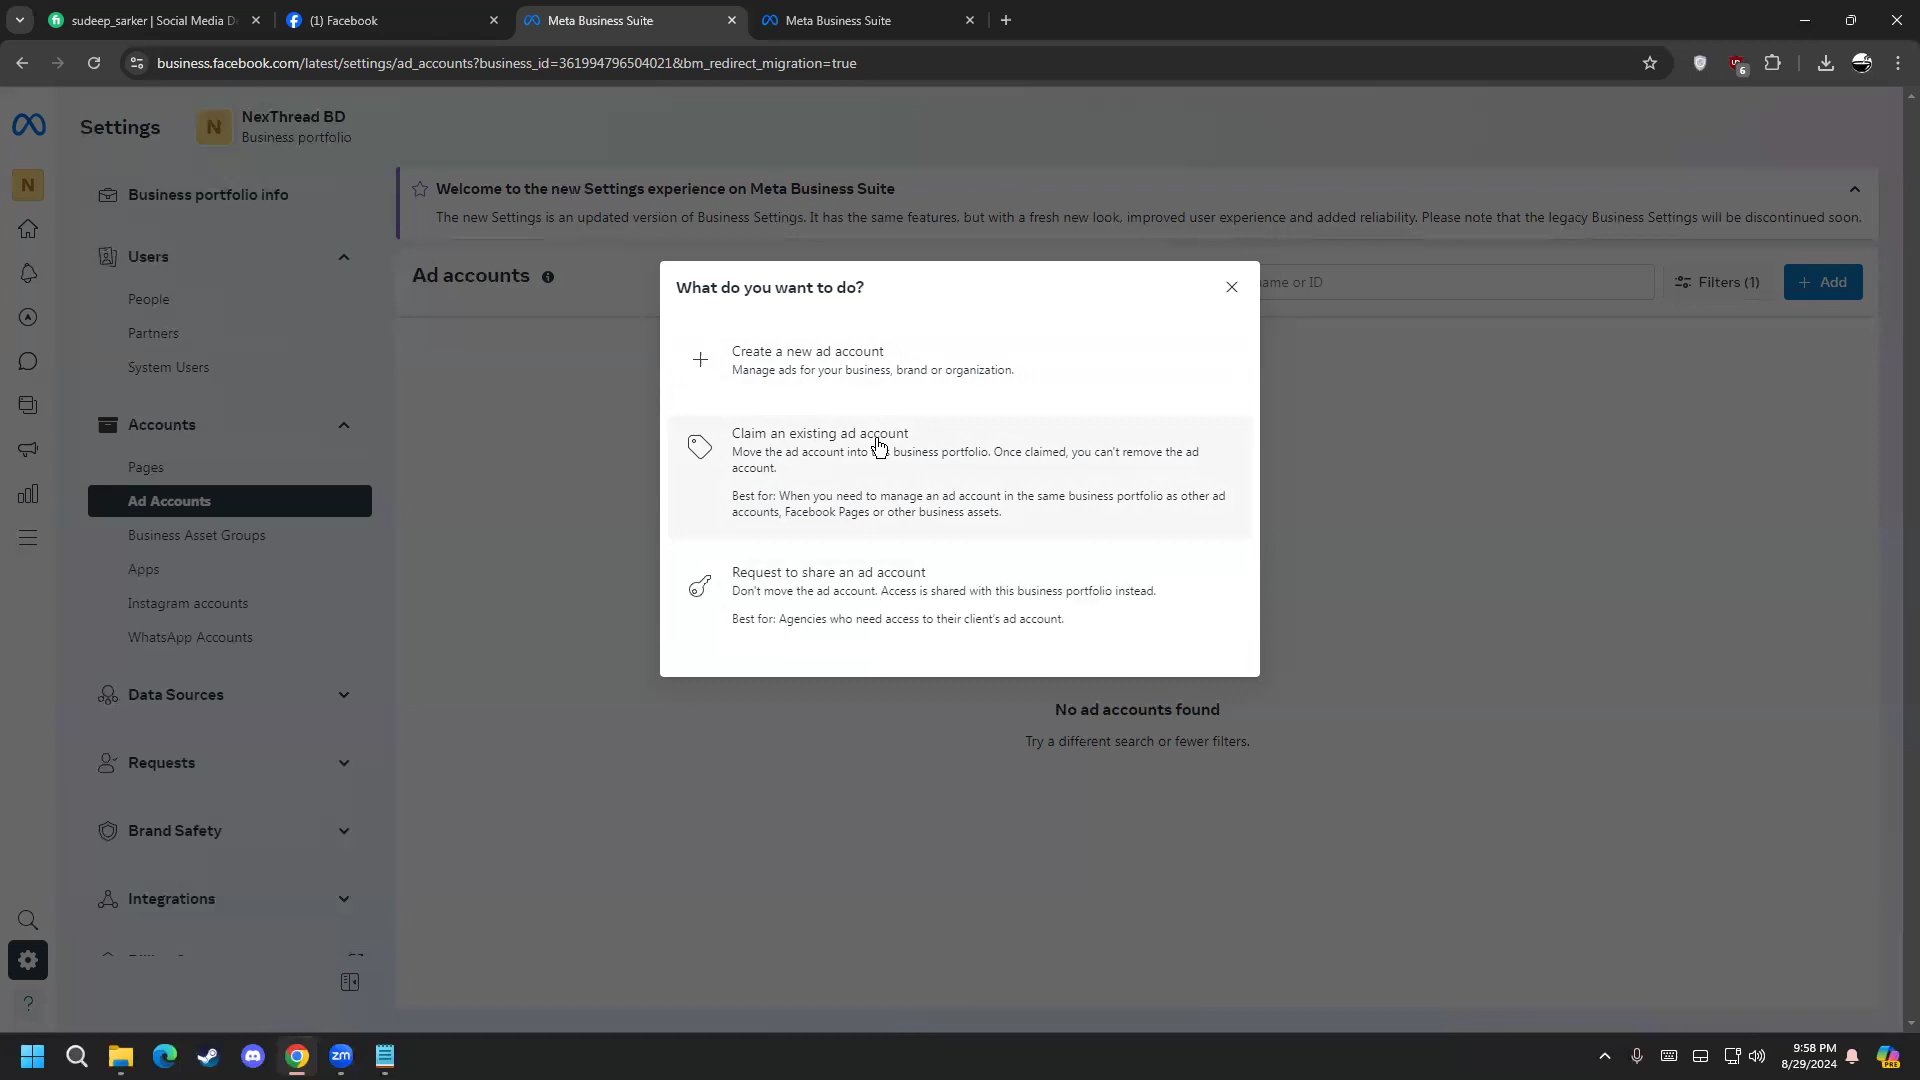 sudeep_sarker | Social Media D
(1) Facebook
Meta Business Suite
Meta Business Suite
business.facebook.com/latest/settings/ad_accounts?business_id=361994796504021&bm_redirect_migration=true
6
Settings
N
NexThread BD
Business portfolio
N
Business portfolio info
Users
People
Partners
System Users
Accounts
Pages
Ad Accounts
Business Asset Groups
Apps
Instagram accounts
WhatsApp Accounts
Data Sources
Requests
Brand Safety
Integrations
Welcome to the new Settings experience on Meta Business Suite
The new Settings is an updated version of Business Settings. It has the same features, but with a fresh new look, improved user experience and added reliability. Please note that the legacy Business Settings will be discontinued soon.
Ad accounts
name or ID
Filters (1)
+ Add
What do you want to do?
Create a new ad account
Manage ads for your business, brand or organization.
Claim an existing ad account
Move the ad account into business portfolio. Once claimed, you can't remove the ad
account.
Best for: When you need to manage an ad account in the same business portfolio as other ad
accounts, Facebook Pages or other business assets.
Request to share an ad account
Don't move the ad account. Access is shared with this business portfolio instead.
Best for: Agencies who need access to their client's ad account.
No ad accounts found
Try a different search or fewer filters.
zm
9:58 PM
8/29/2024
PRE